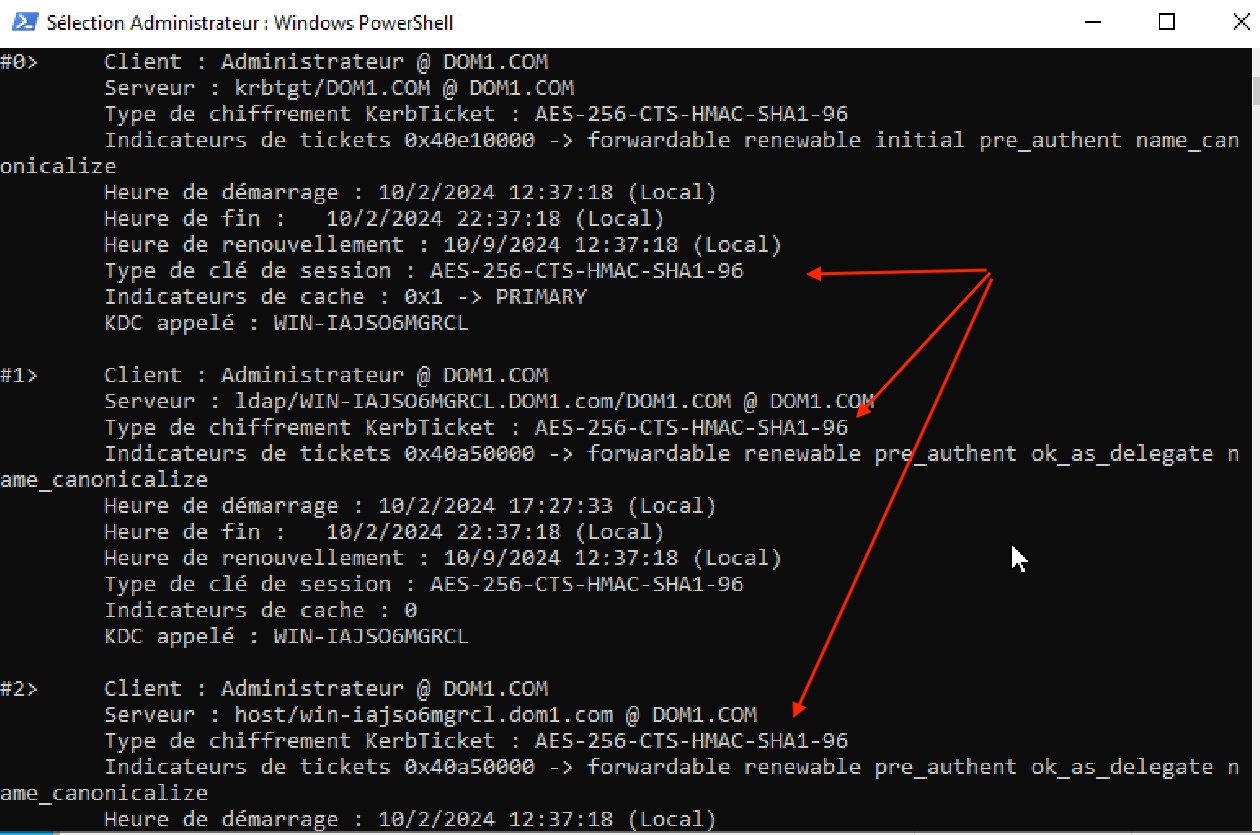 Sélection Administrateur : Windows PowerShell
#0>     Client : Administrateur @ DOM1.COM
        Serveur : krbtgt/DOM1.COM @ DOM1.COM
        Type de chiffrement KerbTicket : AES-256-CTS-HMAC-SHA1-96
        Indicateurs de tickets 0x40e10000 -> forwardable renewable initial pre_authent name_can
onicalize
        Heure de démarrage : 10/2/2024 12:37:18 (Local)
        Heure de fin :   10/2/2024 22:37:18 (Local)
        Heure de renouvellement : 10/9/2024 12:37:18 (Local)
        Type de clé de session : AES-256-CTS-HMAC-SHA1-96
        Indicateurs de cache : 0x1 -> PRIMARY
        KDC appelé : WIN-IAJSO6MGRCL
#1>     Client : Administrateur @ DOM1.COM
        Serveur : ldap/WIN-IAJSO6MGRCL.DOM1.com/DOM1.COM @ DOM1.COM
        Type de chiffrement KerbTicket : AES-256-CTS-HMAC-SHA1-96
        Indicateurs de tickets 0x40a50000 -> forwardable renewable pre_authent ok_as_delegate n
ame_canonicalize
        Heure de démarrage : 10/2/2024 17:27:33 (Local)
        Heure de fin :   10/2/2024 22:37:18 (Local)
        Heure de renouvellement : 10/9/2024 12:37:18 (Local)
        Type de clé de session : AES-256-CTS-HMAC-SHA1-96
        Indicateurs de cache : 0
        KDC appelé : WIN-IAJSO6MGRCL
#2>     Client : Administrateur @ DOM1.COM
        Serveur : host/win-iajso6mgrcl.dom1.com @ DOM1.COM
        Type de chiffrement KerbTicket : AES-256-CTS-HMAC-SHA1-96
        Indicateurs de tickets 0x40a50000 -> forwardable renewable pre_authent ok_as_delegate n
ame_canonicalize
        Heure de démarrage : 10/2/2024 12:37:18 (Local)